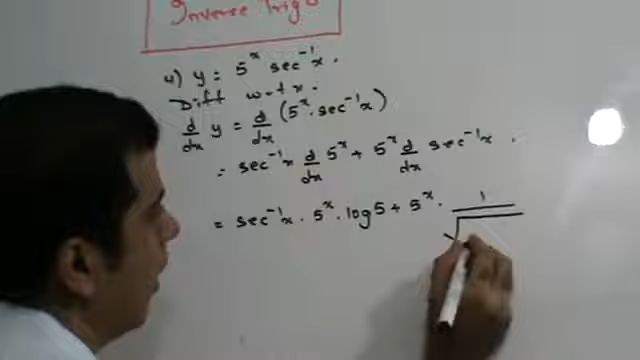 Inverse Trigo
4) y = 5^x sec^-1 x.
Diff w.r.t x.
d/dx y = d/dx (5^x . sec^-1 x)
= sec^-1 x d/dx 5^x + 5^x d/dx sec^-1 x .
= sec^-1 x . 5^x . log 5 + 5^x . 1